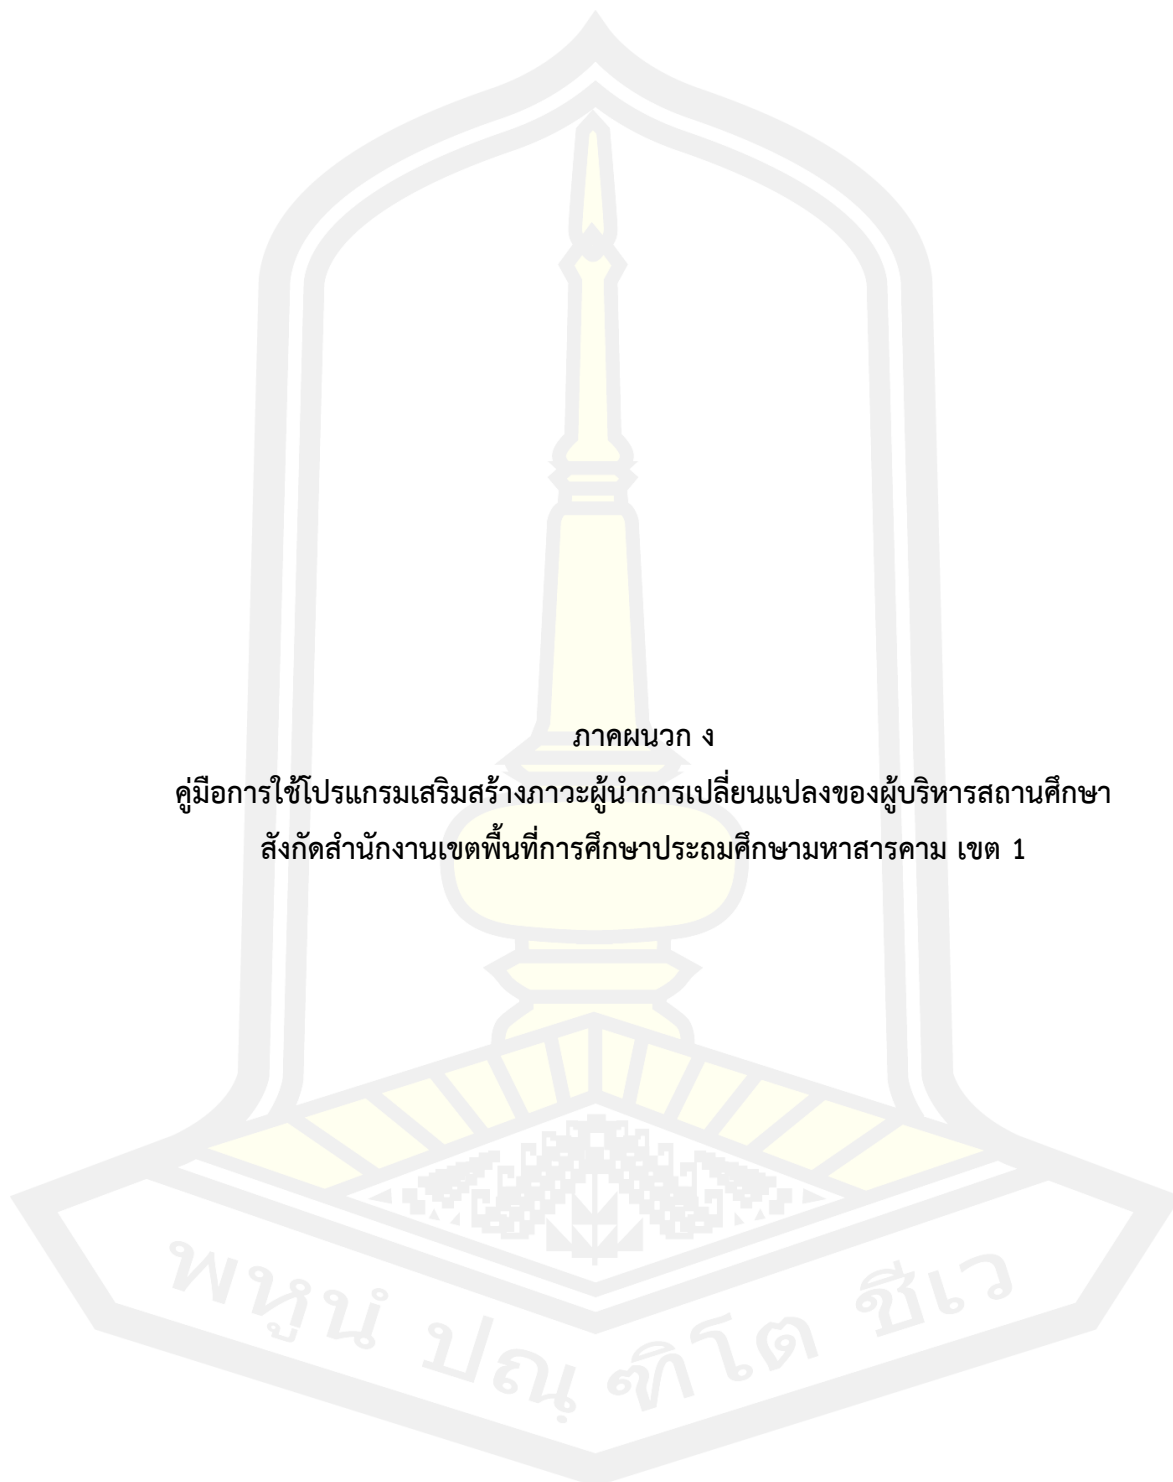 ภาคผนวก ง
คู่มือการใช้โปรแกรมเสริมสร้างภาวะผู้นำการเปลี่ยนแปลงของผู้บริหารสถานศึกษา
สังกัดสำนักงานเขตพื้นที่การศึกษาประถมศึกษามหาสารคาม เขต 1
พหูนํ ปณฺฑิโต ชีเว